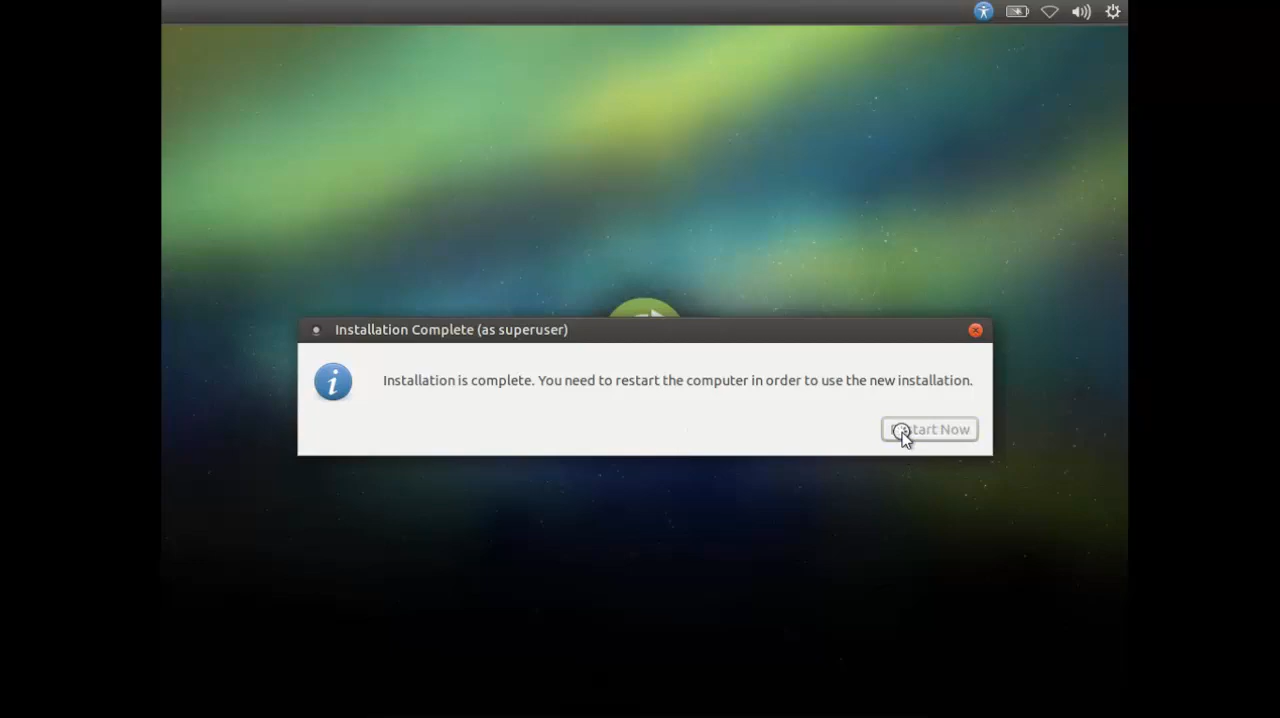 Installation Complete (as superuser)
Installation is complete. You need to restart the computer in order to use the new installation.
Restart Now